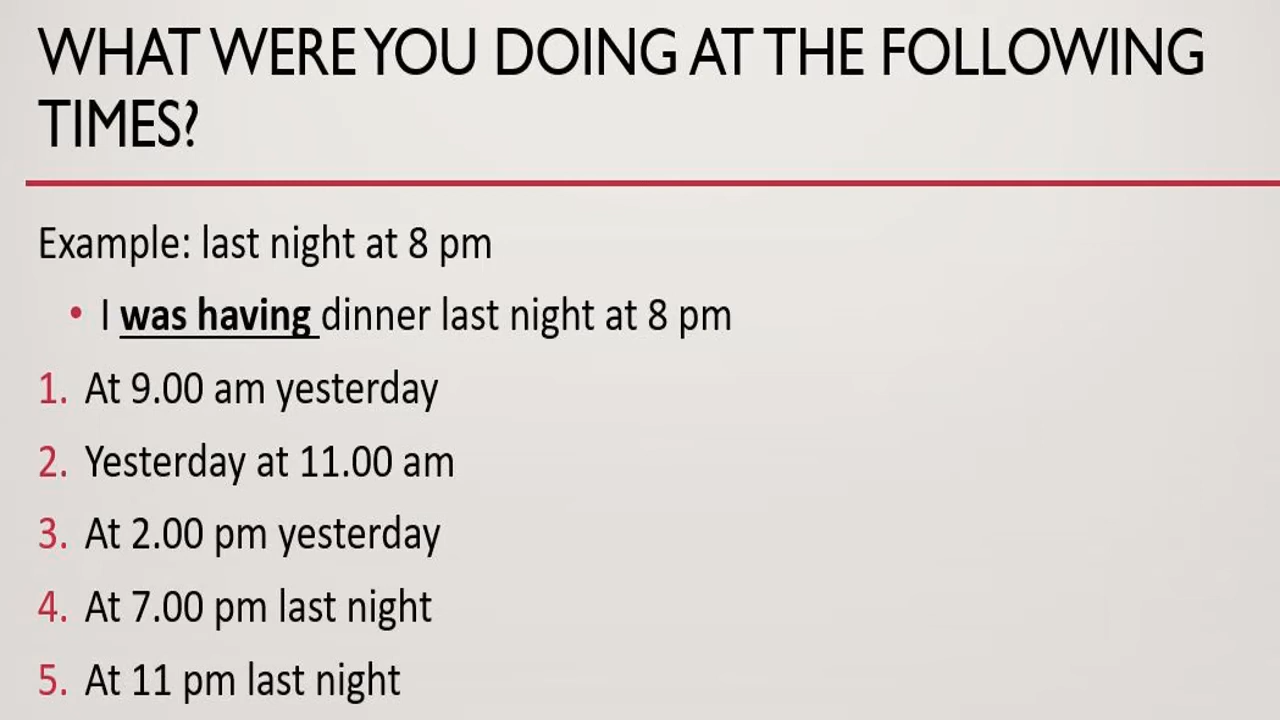 WHAT WERE YOU DOING AT THE FOLLOWING
TIMES?
Example: last night at 8 pm
• I was having dinner last night at 8 pm
1. At 9.00 am yesterday
2. Yesterday at 11.00 am
3. At 2.00 pm yesterday
4. At 7.00 pm last night
5. At 11 pm last night